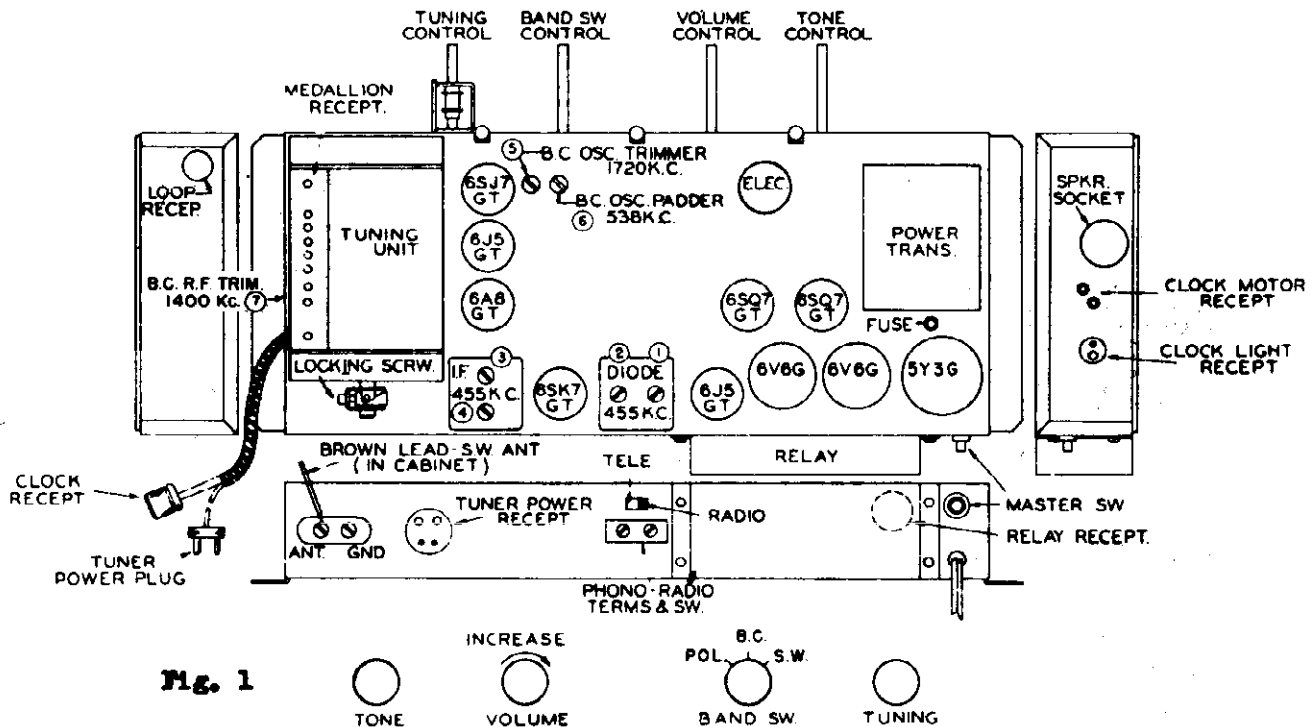 TUNING
CONTROL
BAND SW
CONTROL
VOLUME
CONTROL
TONE
CONTROL
MEDALLION
RECEPT.
LOOP
RECEP.
TUNING
UNIT
B.C. R.F. TRIM.
1400 Kc. 7
LOCKING SCRW.
6SJ7
GT
6J5
GT
6A8
GT
5 B.C. OSC. TRIMMER
1720K.C.
B.C. OSC. PADDER
6 538K.C.
ELEC
POWER
TRANS.
SPKR.
SOCKET
CLOCK MOTOR
RECEPT
CLOCK LIGHT
RECEPT
6SQ7
GT
6SQ7
GT
FUSE
3
I.F.
455K.C.
4
6SK7
GT
2 1
DIODE
455K.C.
6J5
GT
6V6G
6V6G
5Y3G
BROWN LEAD-S.W. ANT
(IN CABINET)
TELE
RELAY
CLOCK
RECEPT
TUNER
POWER PLUG
ANT. GND
TUNER POWER
RECEPT
RADIO
MASTER SW
RELAY RECEPT.
PHONO-RADIO
TERMS & SW.
Fig. 1
TONE
INCREASE
VOLUME
POL. B.C. S.W.
BAND SW.
TUNING